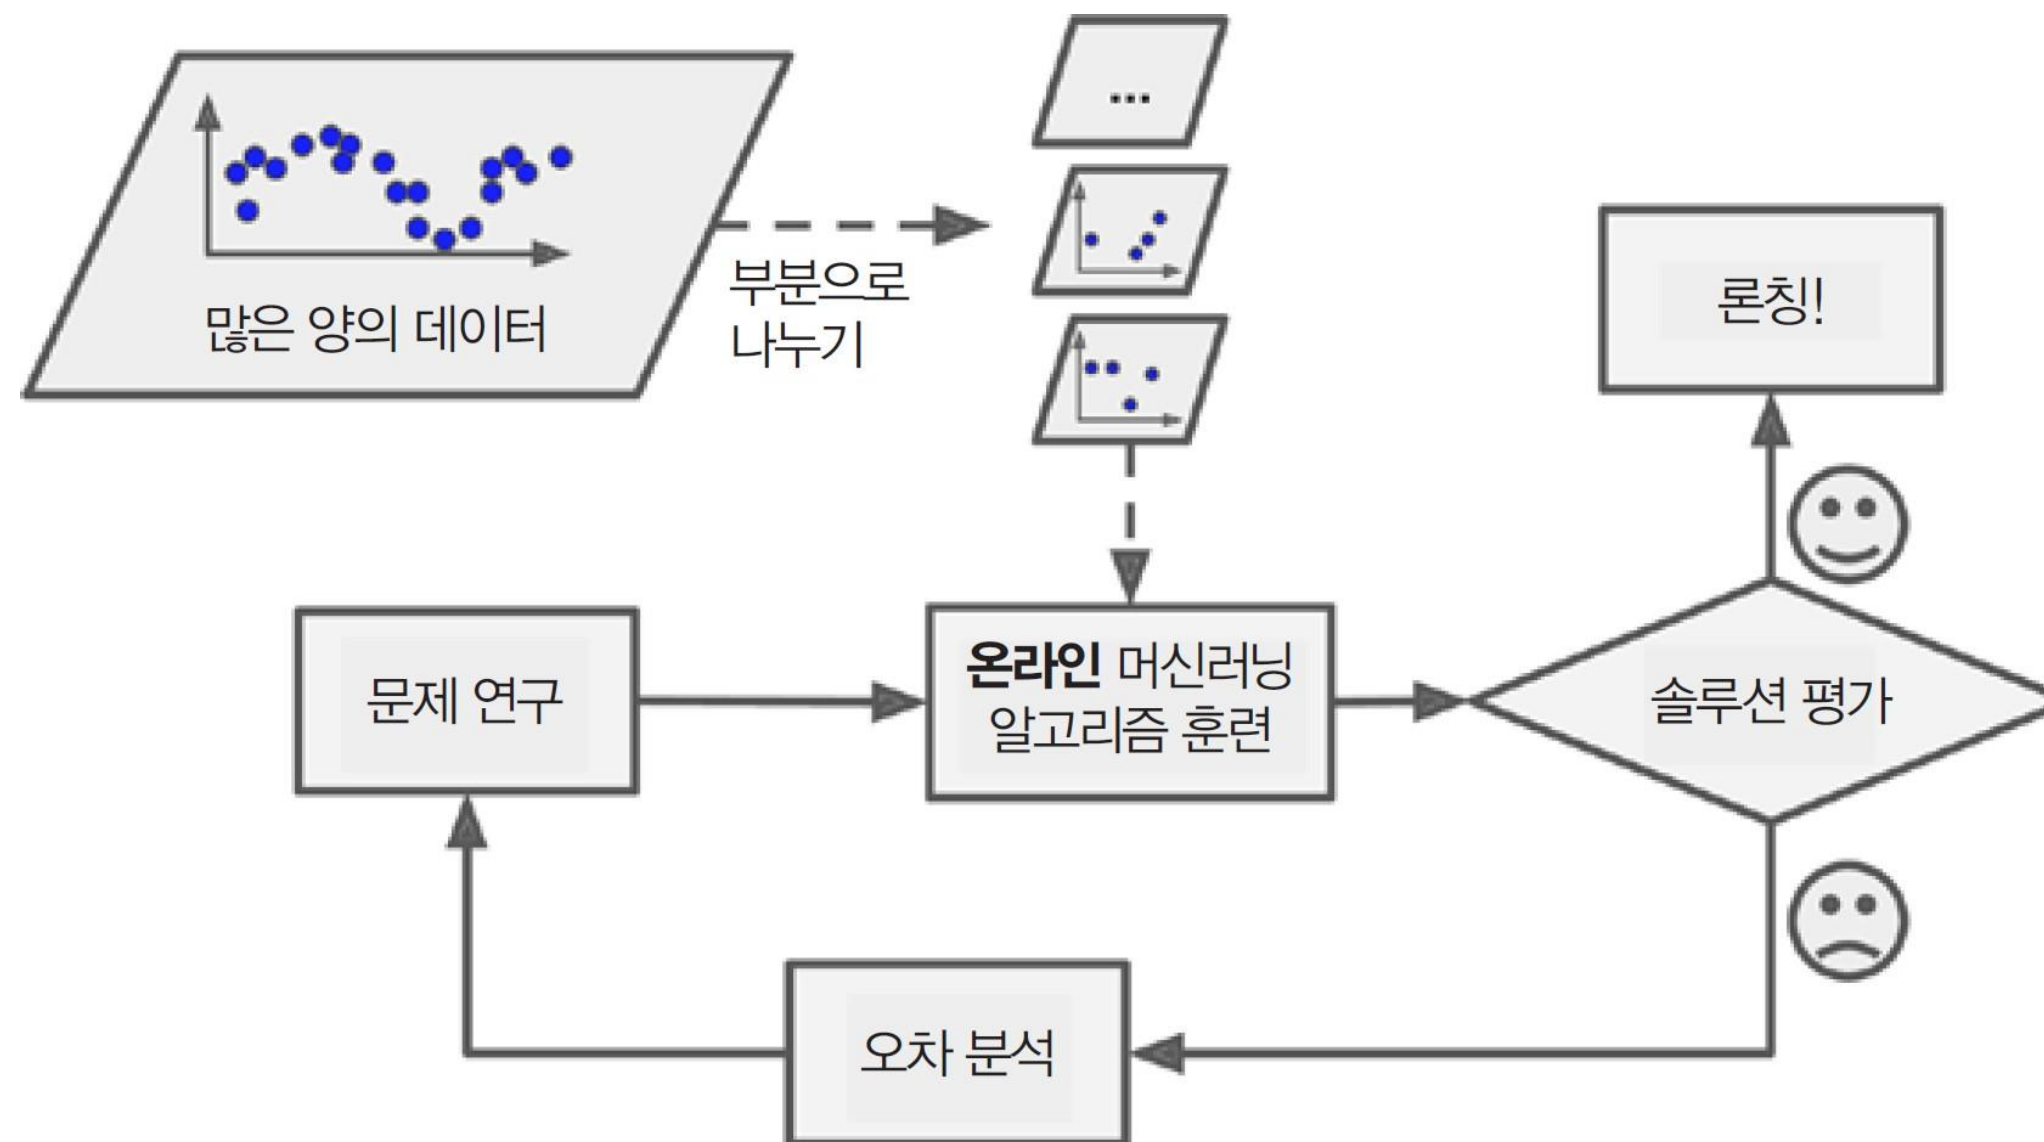 ...
많은 양의 데이터
부분으로
나누기
론칭!
문제 연구
온라인 머신러닝
알고리즘 훈련
솔루션 평가
오차 분석